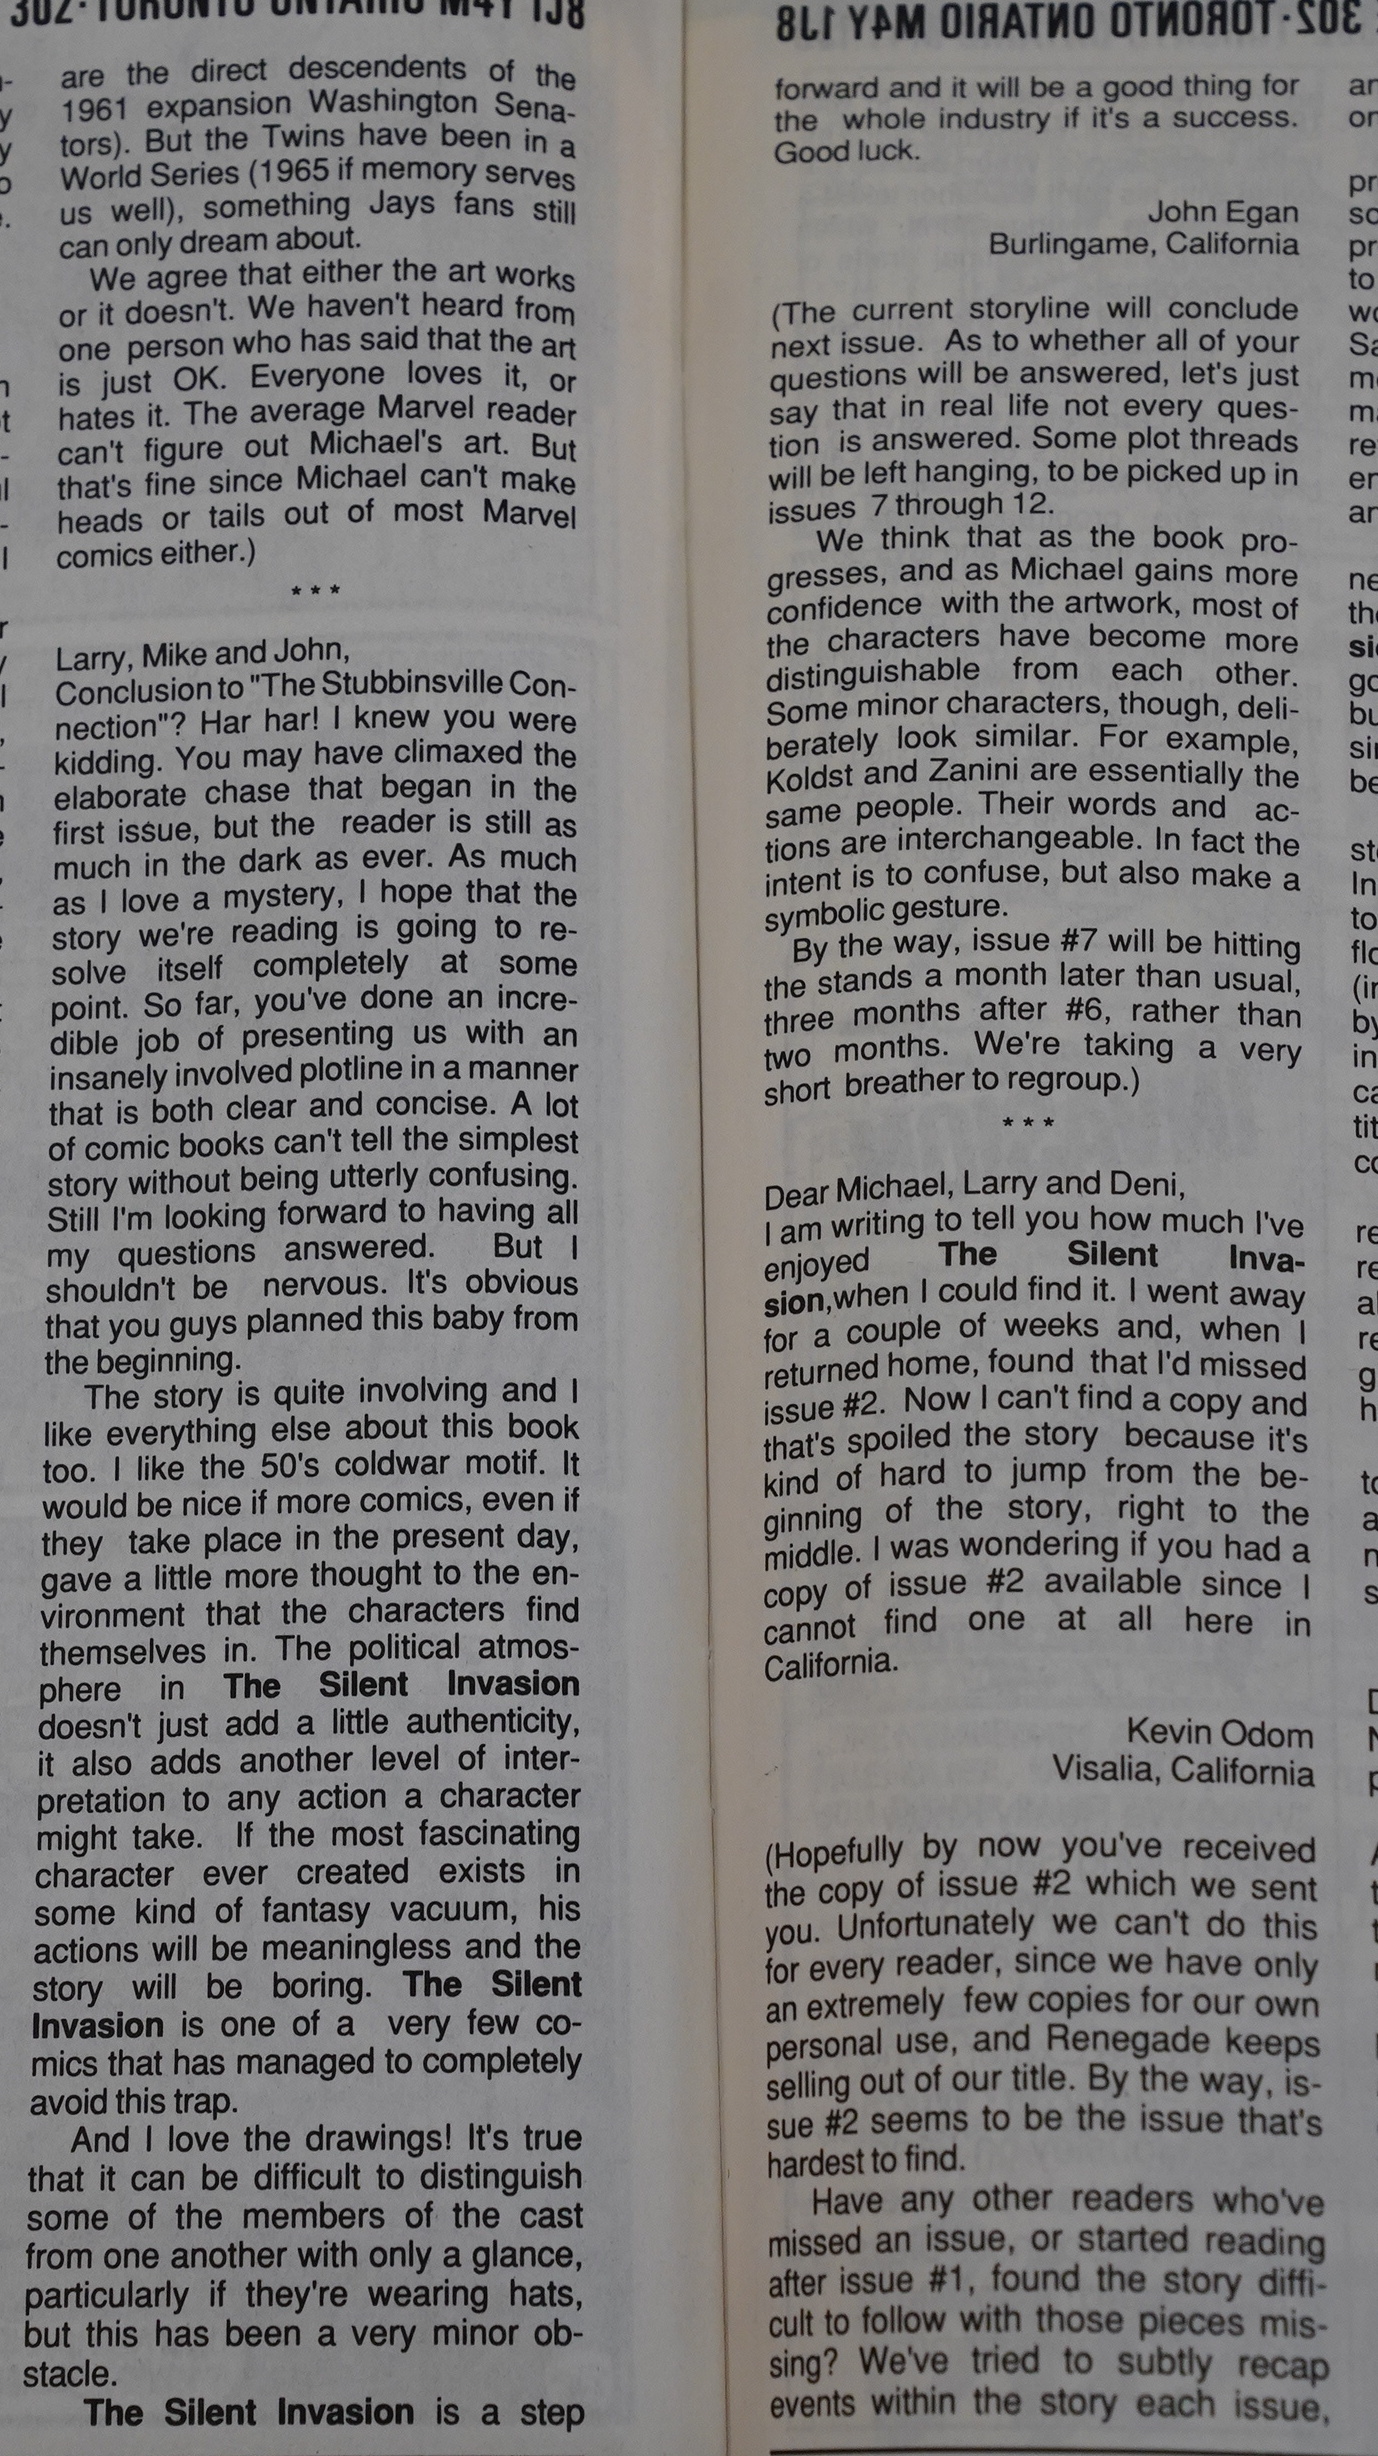 302·TORONTO ONTARIO M4Y 1J8
are the direct descendents of the
1961 expansion Washington Sena-
tors). But the Twins have been in a
World Series (1965 if memory serves
us well), something Jays fans still
can only dream about.
We agree that either the art works
or it doesn't. We haven't heard from
one person who has said that the art
is just OK. Everyone loves it, or
hates it. The average Marvel reader
can't figure out Michael's art. But
that's fine since Michael can't make
heads or tails out of most Marvel
comics either.)
***
Larry, Mike and John,
Conclusion to "The Stubbinsville Con-
nection"? Har har! I knew you were
kidding. You may have climaxed the
elaborate chase that began in the
first issue, but the reader is still as
much in the dark as ever. As much
as I love a mystery, I hope that the
story we're reading is going to re-
solve itself completely at some
point. So far, you've done an incre-
dible job of presenting us with an
insanely involved plotline in a manner
that is both clear and concise. A lot
of comic books can't tell the simplest
story without being utterly confusing.
Still I'm looking forward to having all
my questions answered. But I
shouldn't be nervous. It's obvious
that you guys planned this baby from
the beginning.
The story is quite involving and I
like everything else about this book
too. I like the 50's coldwar motif. It
would be nice if more comics, even if
they take place in the present day,
gave a little more thought to the en-
vironment that the characters find
themselves in. The political atmos-
phere in The Silent Invasion
doesn't just add a little authenticity,
it also adds another level of inter-
pretation to any action a character
might take. If the most fascinating
character ever created exists in
some kind of fantasy vacuum, his
actions will be meaningless and the
story will be boring. The Silent
Invasion is one of a very few co-
mics that has managed to completely
avoid this trap.
And I love the drawings! It's true
that it can be difficult to distinguish
some of the members of the cast
from one another with only a glance,
particularly if they're wearing hats,
but this has been a very minor ob-
stacle.
The Silent Invasion is a step
302·TORONTO ONTARIO M4Y 1J8
forward and it will be a good thing for
the whole industry if it's a success.
Good luck.
John Egan
Burlingame, California
(The current storyline will conclude
next issue. As to whether all of your
questions will be answered, let's just
say that in real life not every ques-
tion is answered. Some plot threads
will be left hanging, to be picked up in
issues 7 through 12.
We think that as the book pro-
gresses, and as Michael gains more
confidence with the artwork, most of
the characters have become more
distinguishable from each other.
Some minor characters, though, deli-
berately look similar. For example,
Koldst and Zanini are essentially the
same people. Their words and ac-
tions are interchangeable. In fact the
intent is to confuse, but also make a
symbolic gesture.
By the way, issue #7 will be hitting
the stands a month later than usual,
three months after #6, rather than
two months. We're taking a very
short breather to regroup.)
***
Dear Michael, Larry and Deni,
I am writing to tell you how much I've
enjoyed The Silent Inva-
sion,when I could find it. I went away
for a couple of weeks and, when I
returned home, found that I'd missed
issue #2. Now I can't find a copy and
that's spoiled the story because it's
kind of hard to jump from the be-
ginning of the story, right to the
middle. I was wondering if you had a
copy of issue #2 available since I
cannot find one at all here in
California.
Kevin Odom
Visalia, California
(Hopefully by now you've received
the copy of issue #2 which we sent
you. Unfortunately we can't do this
for every reader, since we have only
an extremely few copies for our own
personal use, and Renegade keeps
selling out of our title. By the way, is-
sue #2 seems to be the issue that's
hardest to find.
Have any other readers who've
missed an issue, or started reading
after issue #1, found the story diffi-
cult to follow with those pieces mis-
sing? We've tried to subtly recap
events within the story each issue,